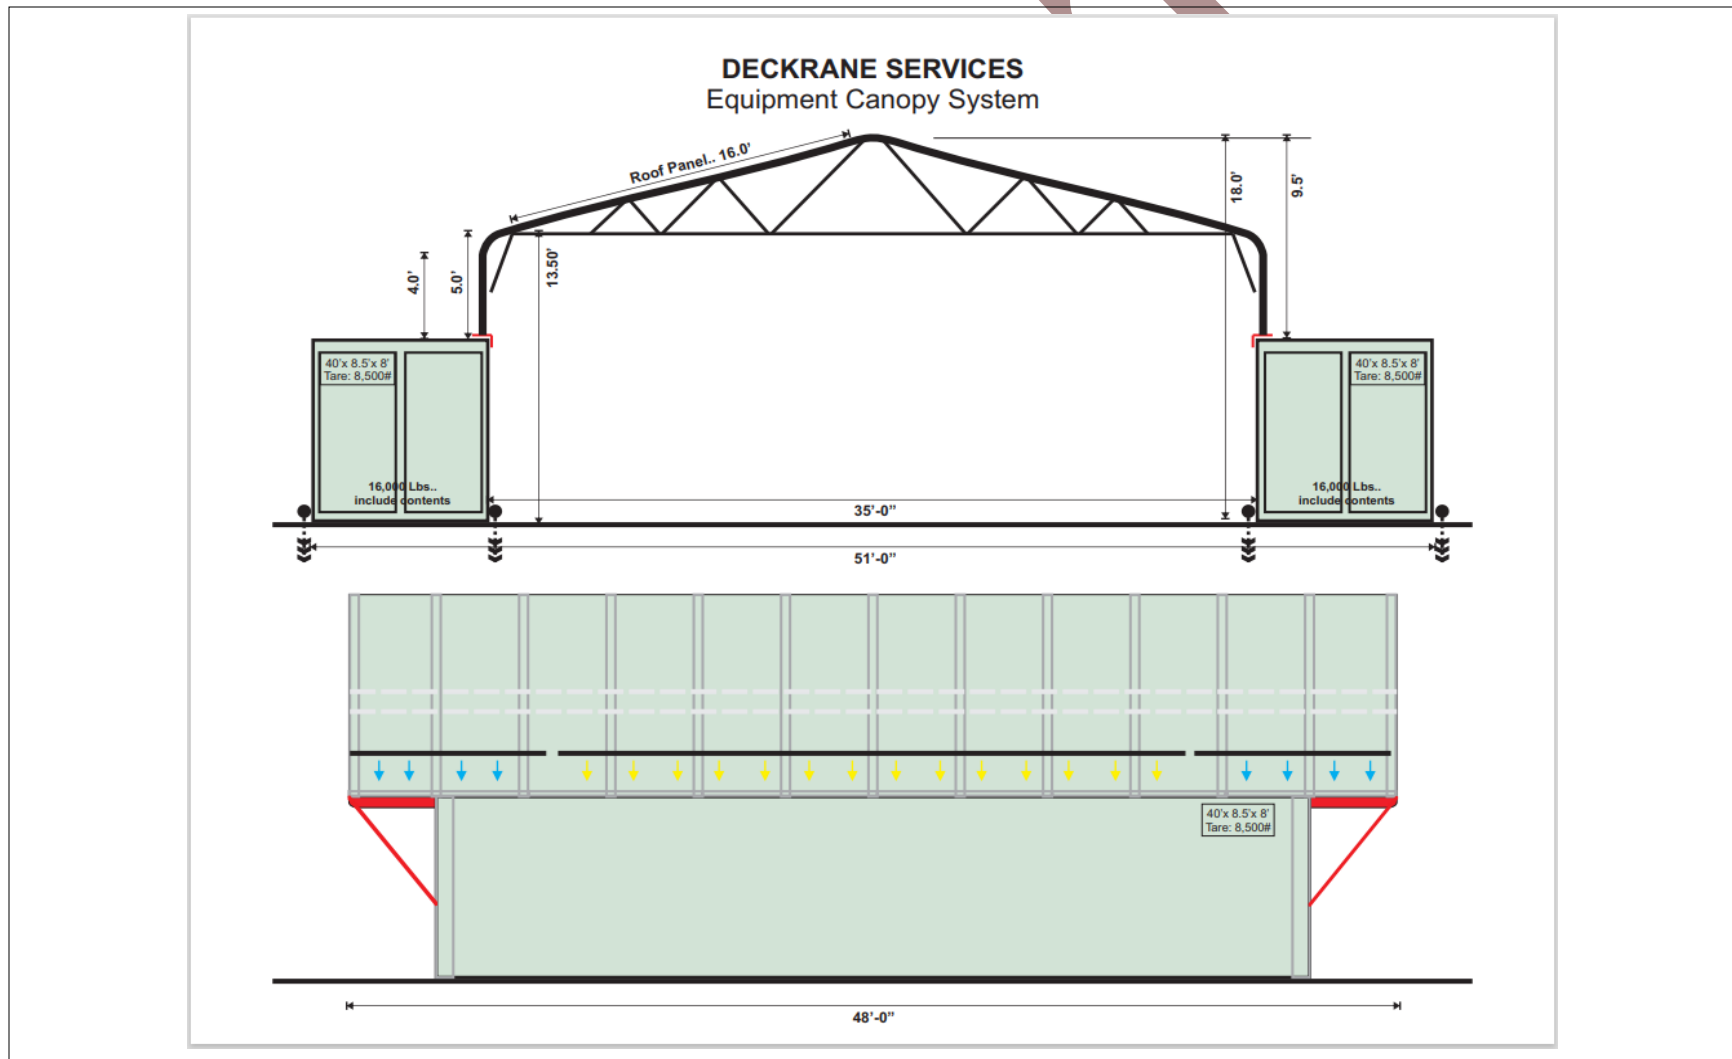 DECKRANE SERVICES
Equipment Canopy System
Roof Panel.. 16.0'
18.0'
9.5'
4.0'
5.0'
13.50'
40'x 8.5'x 8'
Tare: 8,500#
40'x 8.5'x 8'
Tare: 8,500#
16,000 Lbs..
include contents
16,000 Lbs..
include contents
35'-0"
51'-0"
40'x 8.5'x 8'
Tare: 8,500#
48'-0"